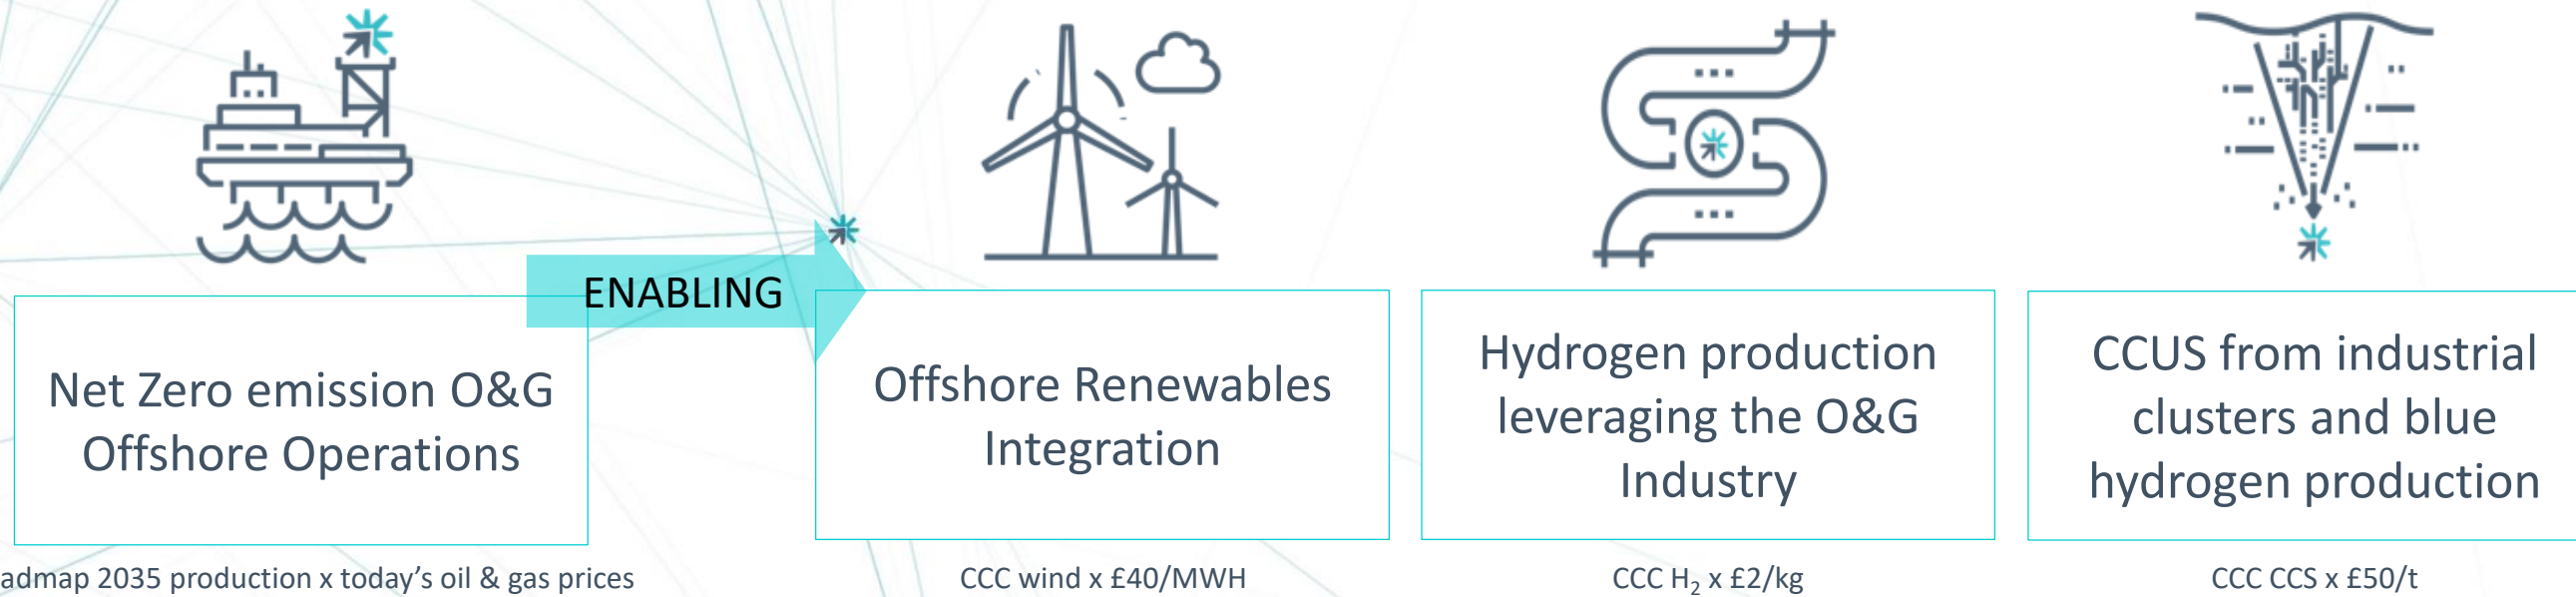 ENABLING
Net Zero emission O&G
Offshore Operations
Offshore Renewables
Integration
Hydrogen production
leveraging the O&G
Industry
CCUS from industrial
clusters and blue
hydrogen production
admap 2035 production x today's oil & gas prices
CCC wind x £40/MWH
CCC H₂ x £2/kg
CCC CCS x £50/t